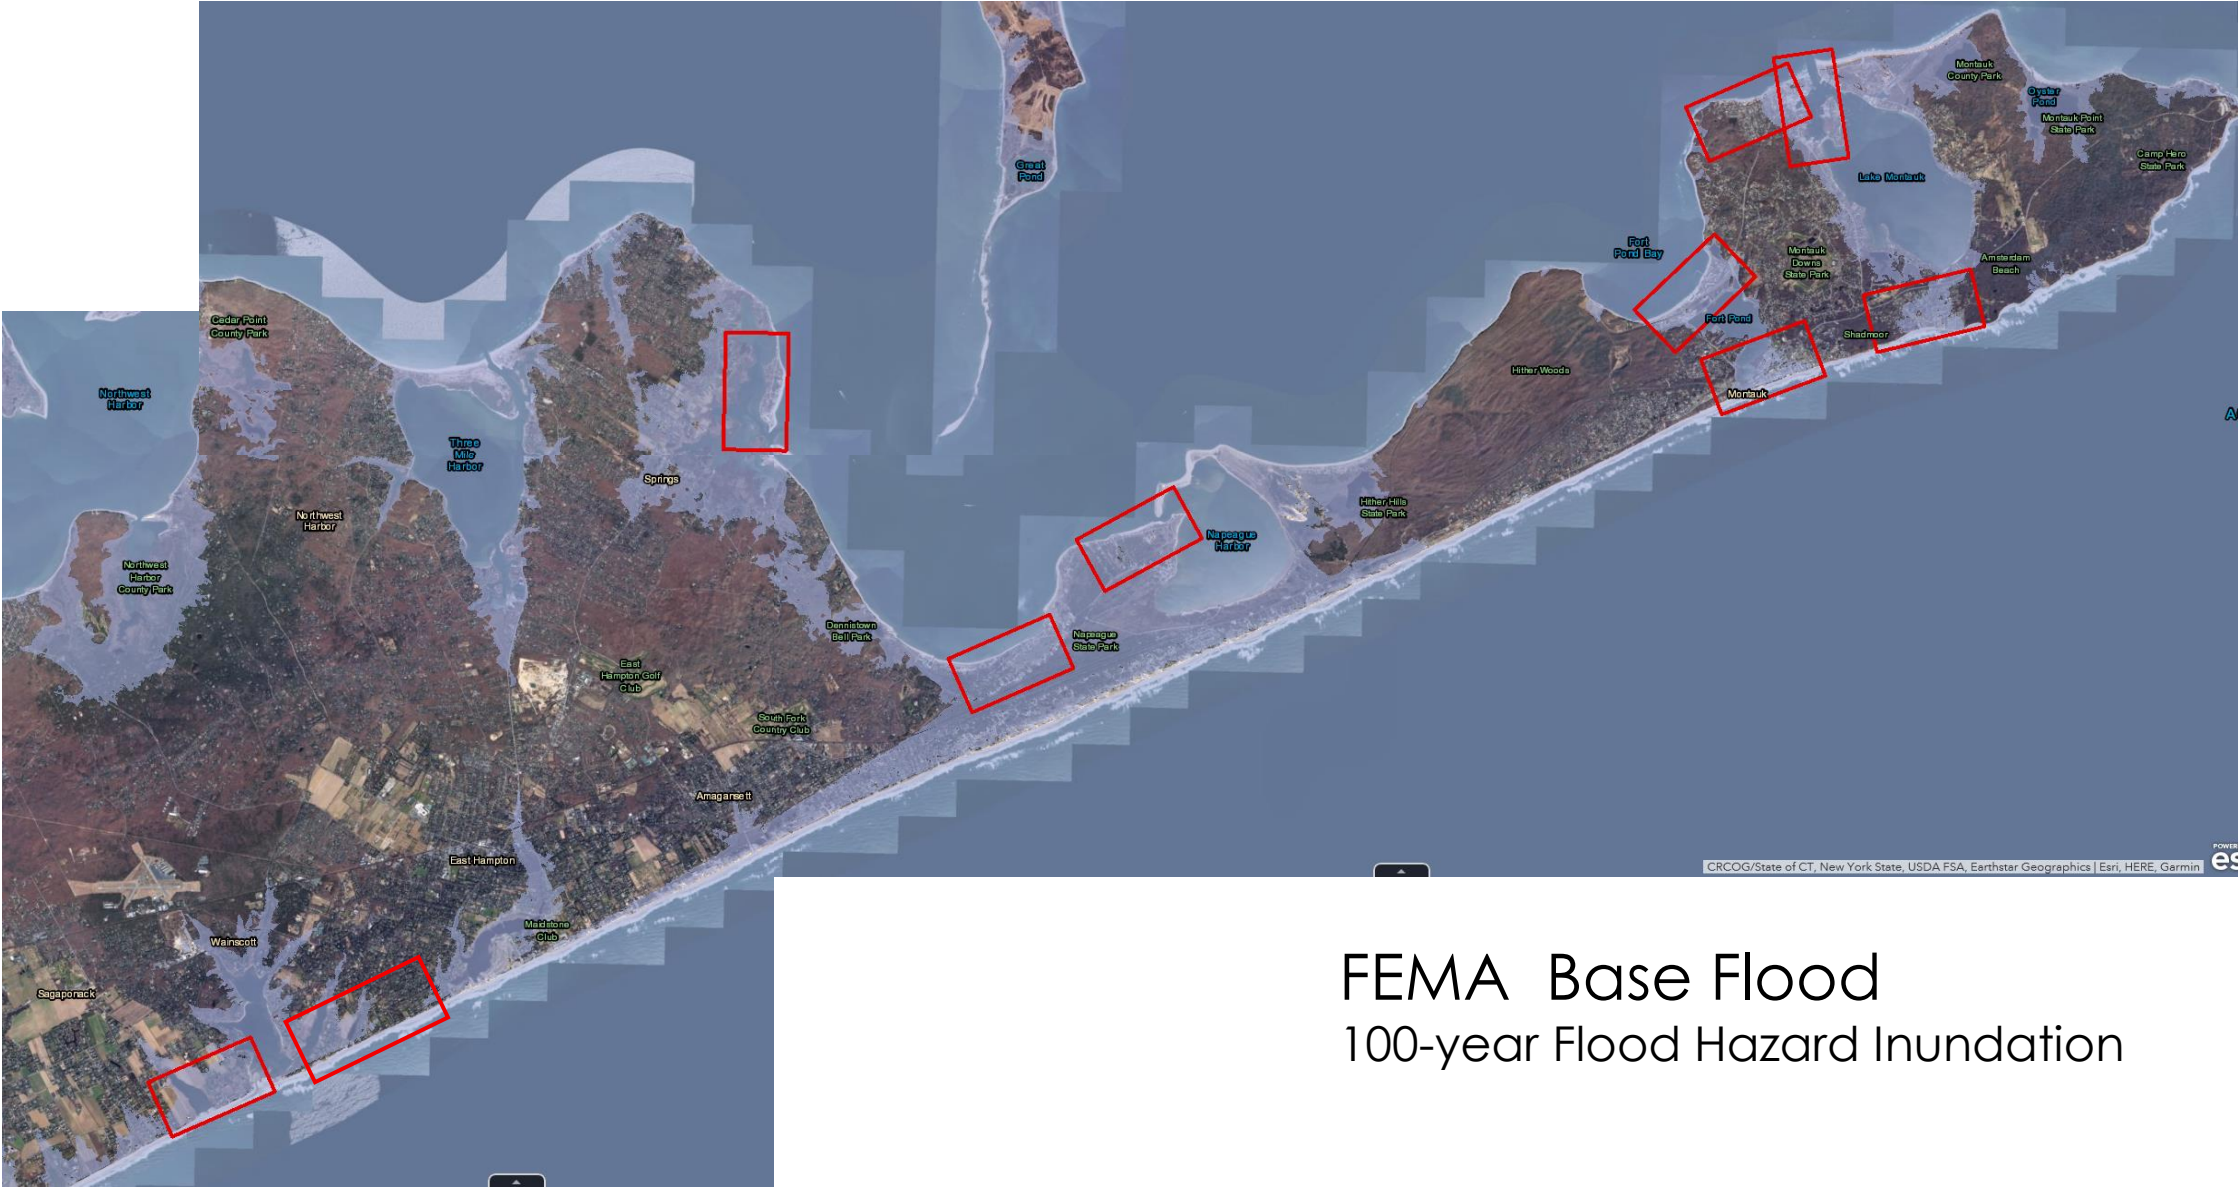 Montauk
County Park
Oyster
Pond
Montauk Point
State Park
Camp Hero
State Park
Great
Pond
Lake Montauk
Fort
Pond Bay
Montauk
Downs
State Park
Amsterdam
Beach
Cedar Point
County Park
Fort Pond
Shadmoor
Hither Woods
Northwest
Harbor
Montauk
A
Three
Mile
Harbor
Springs
Hither Hills
State Park
Northwest
Harbor
Napeague
Harbor
Northwest
Harbor
County Park
Dennistown
Bell Park
Napeague
State Park
East
Hampton Golf
Club
South Fork
Country Club
Amagansett
East Hampton
CRCOG/State of CT, New York State, USDA FSA, Earthstar Geographics | Esri, HERE, Garmin
POWER
es
Maidstone
Club
Wainscott
Sagaponack
FEMA Base Flood
100-year Flood Hazard Inundation